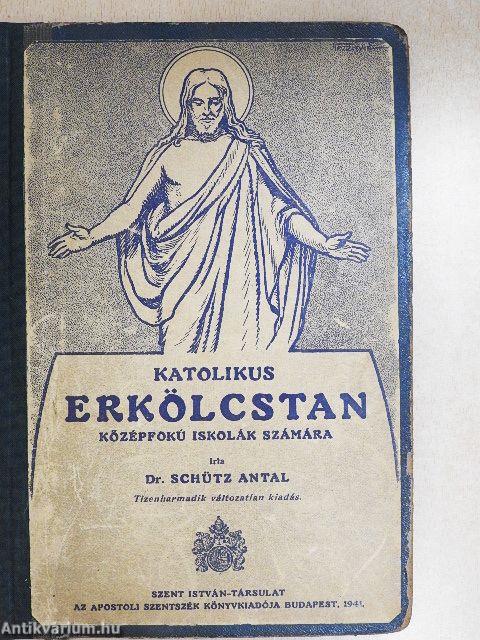 KATOLIKUS
ERKÖLCSTAN
KÖZÉPFOKÚ ISKOLÁK SZÁMÁRA
Irta
Dr. SCHÜTZ ANTAL
Tizenharmadik változatlan kiadás.
SZENT ISTVÁN-TÁRSULAT
AZ APOSTOLI SZENTSZÉK KÖNYVKIADÓJA BUDAPEST, 1941.
Antikvarium.hu